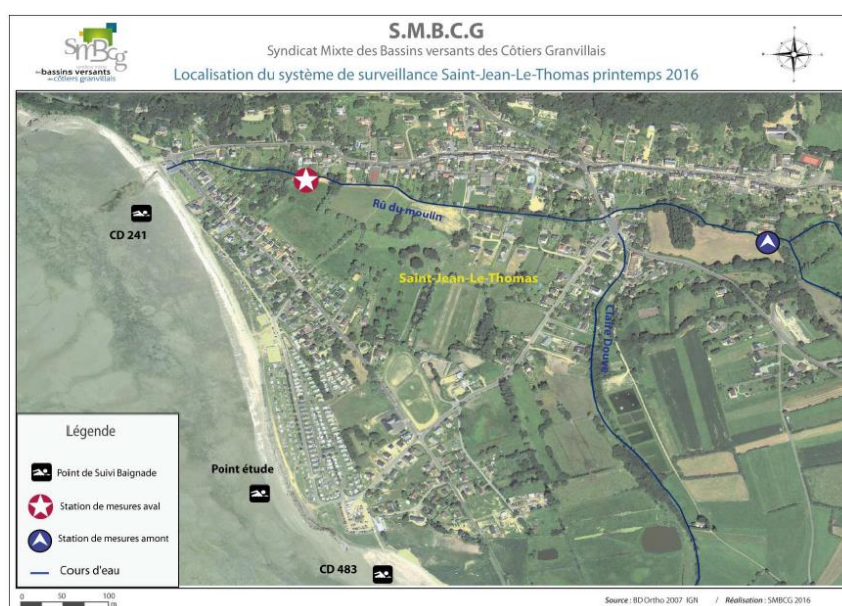 S.M.B.C.G
Syndicat Mixte des Bassins versants des Côtiers Granvillais
Localisation du système de surveillance Saint-Jean-Le-Thomas printemps 2016
SmBcg
bassins versants
côtiers granvillais
CD 241
Rû du moulin
Saint-Jean-Le-Thomas
Claire Douve
Point étude
CD 483
Légende
Point de Suivi Baignade
Station de mesures aval
Station de mesures amont
Cours d'eau
0 50 100
m
Source : BD Ortho 2007 IGN / Réalisation : SMBCG 2016